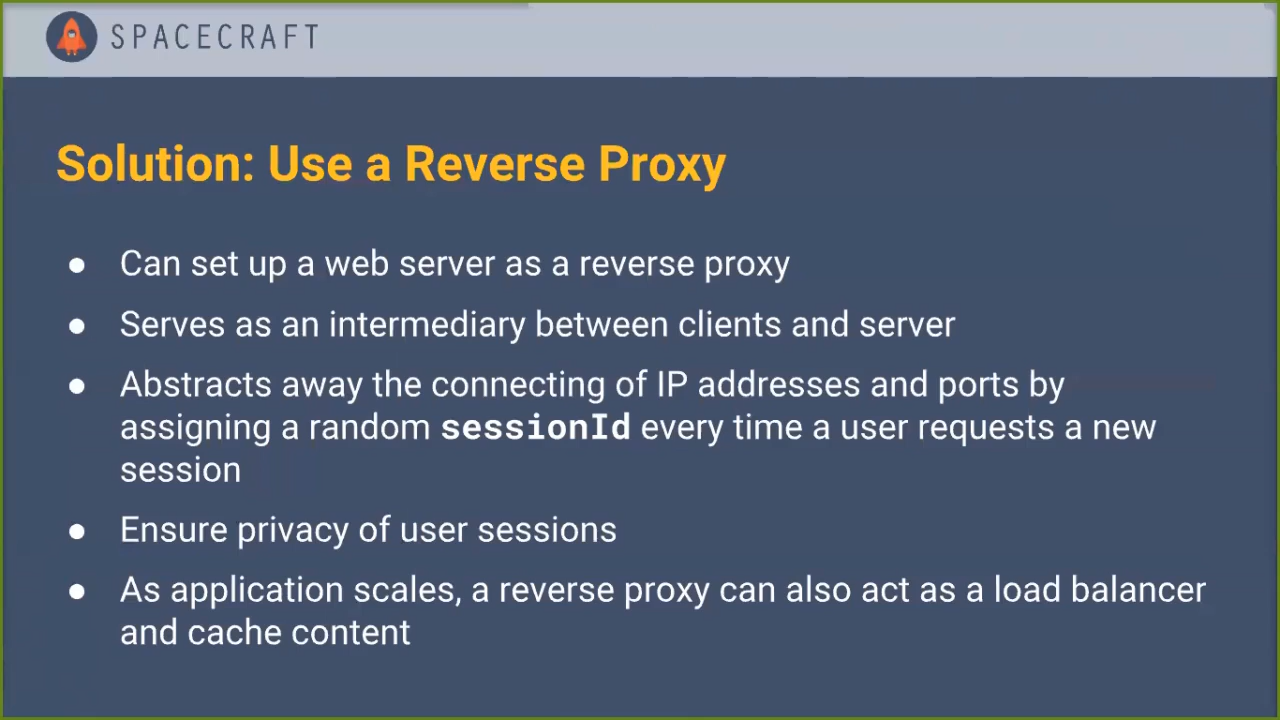 SPACECRAFT
Solution: Use a Reverse Proxy
● Can set up a web server as a reverse proxy
● Serves as an intermediary between clients and server
● Abstracts away the connecting of IP addresses and ports by
assigning a random sessionId every time a user requests a new
session
● Ensure privacy of user sessions
● As application scales, a reverse proxy can also act as a load balancer
and cache content